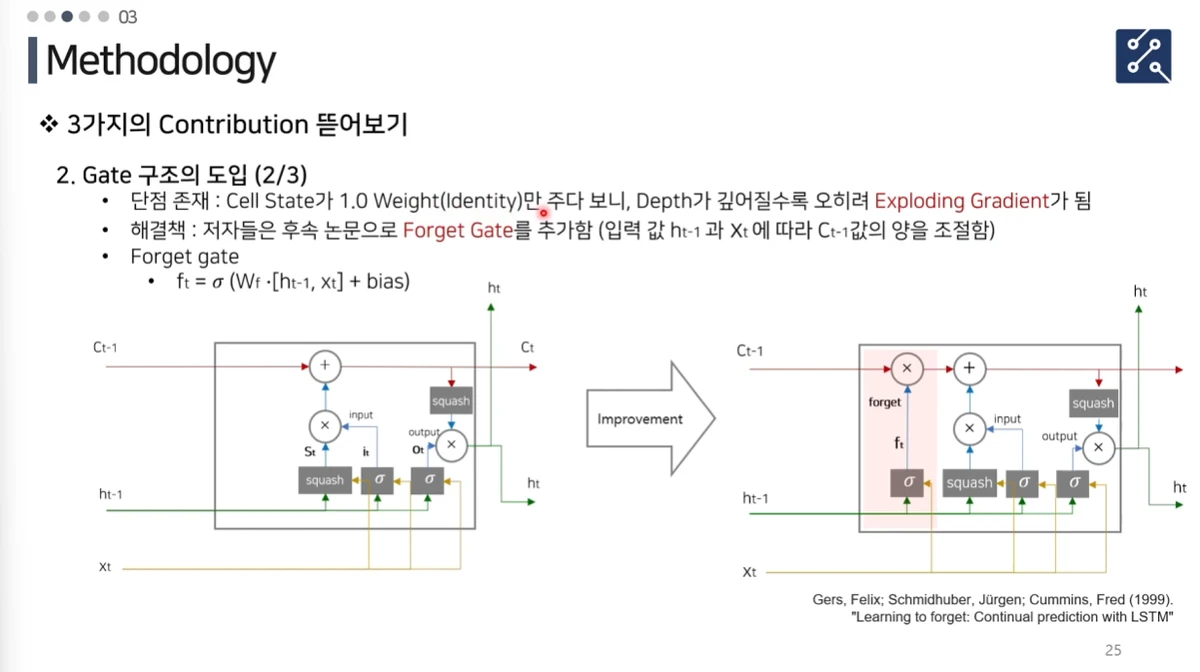 03
Methodology
❖ 3가지의 Contribution 뜯어보기
2. Gate 구조의 도입 (2/3)
• 단점 존재 : Cell State가 1.0 Weight(Identity)만 주다 보니, Depth가 깊어질수록 오히려 Exploding Gradient가 됨
• 해결책 : 저자들은 후속 논문으로 Forget Gate를 추가함 (입력 값 ht-1 과 Xt 에 따라 Ct-1값의 양을 조절함)
• Forget gate
• ft = σ (Wf ·[ht-1, xt] + bias)
ht
Ct-1
Ct
+
squash
×
input
output
×
St
it
Ot
squash
σ
σ
ht-1
ht
Xt
Improvement
ht
Ct-1
×
+
forget
squash
×
input
output
×
ft
σ
squash
σ
σ
ht-1
ht
Xt
Gers, Felix; Schmidhuber, Jürgen; Cummins, Fred (1999).
"Learning to forget: Continual prediction with LSTM"
25